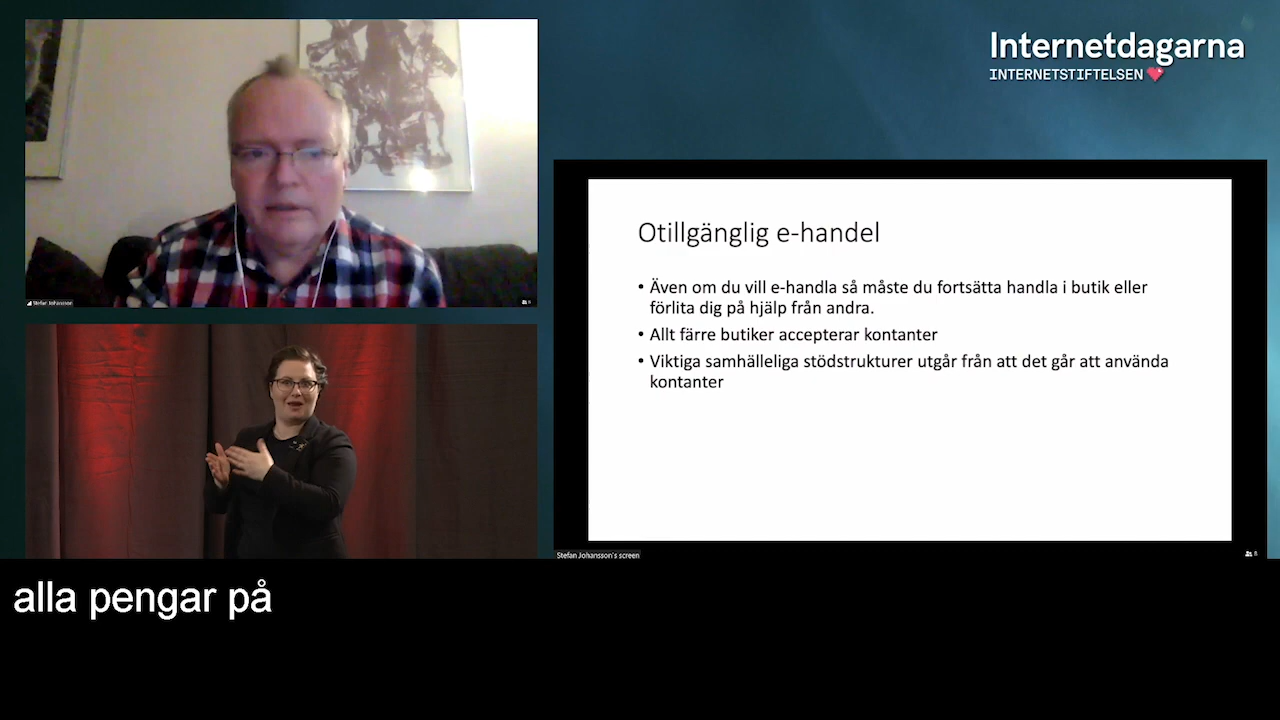 Internetdagarna
INTERNETSTIFTELSEN
Stefan Johansson
Otillgänglig e-handel
• Även om du vill e-handla så måste du fortsätta handla i butik eller
förlita dig på hjälp från andra.
• Allt färre butiker accepterar kontanter
• Viktiga samhälleliga stödstrukturer utgår från att det går att använda
kontanter
Stefan Johansson's screen
alla pengar på